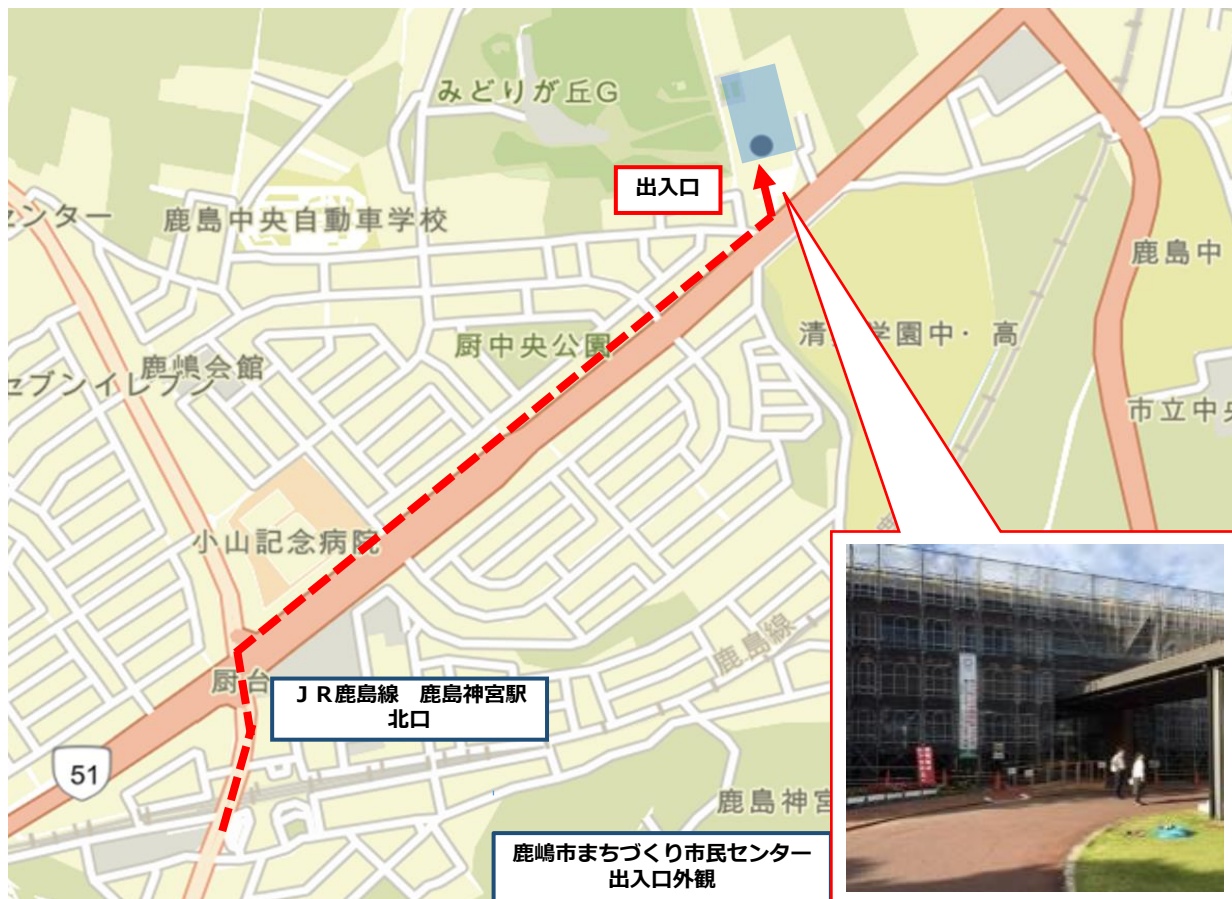 みどりが丘G
出入口
センター
鹿島中央自動車学校
鹿島中
清
学園中・高
厨中央公園
鹿嶋会館
セブンイレブン
市立中央
小山記念病院
鹿島線
厨台
ＪＲ鹿島線　鹿島神宮駅
北口
51
鹿島神宮
鹿嶋市まちづくり市民センター
出入口外観